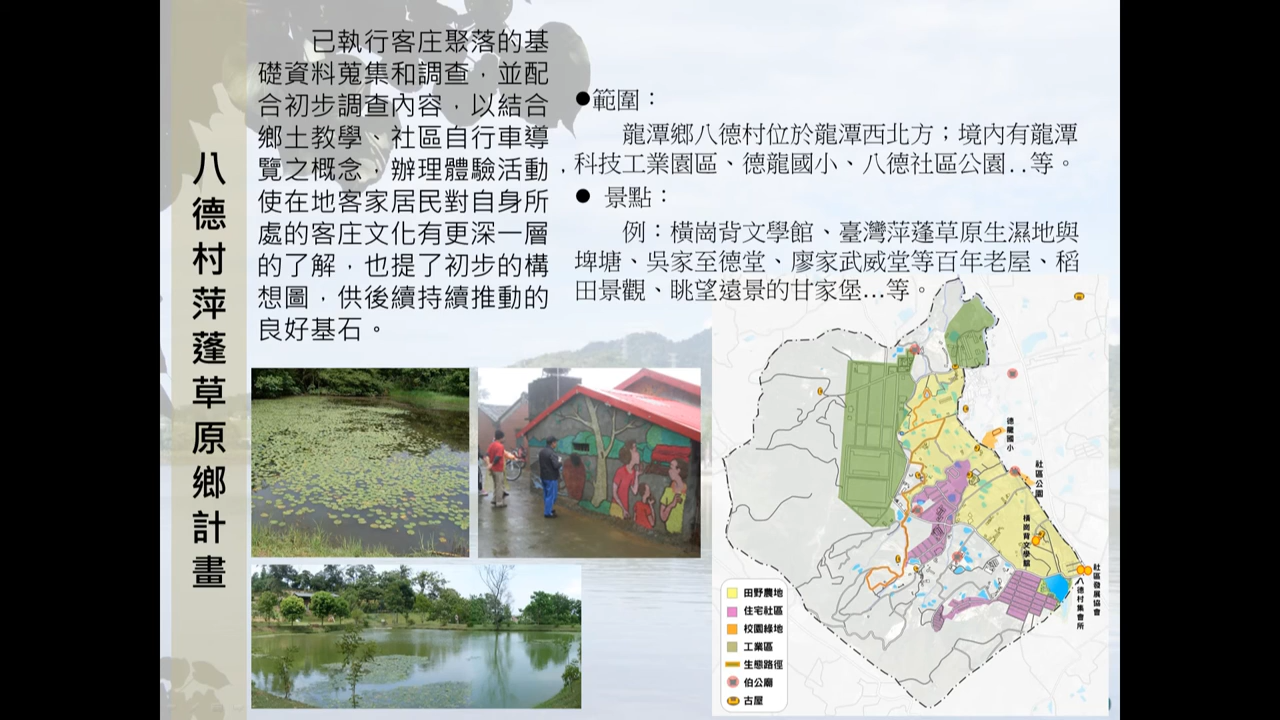 八德村萍蓬草原鄉計畫
已執行客庄聚落的基
礎資料蒐集和調查，並配
合初步調查內容，以結合
鄉土教學、社區自行車導
覽之概念，辦理體驗活動，
使在地客家居民對自身所
處的客庄文化有更深一層
的了解，也提了初步的構
想圖，供後續持續推動的
良好基石。
●範圍：
龍潭鄉八德村位於龍潭西北方；境內有龍潭
科技工業園區、德龍國小、八德社區公園..等。
● 景點：
例：橫崗背文學館、臺灣萍蓬草原生濕地與
埤塘、吳家至德堂、廖家武威堂等百年老屋、稻
田景觀、眺望遠景的甘家堡...等。
德龍國小
社區公園
橫崗背文學館
社區發展協會
八德村集會所
田野農地
住宅社區
校園綠地
工業區
生態路徑
伯公廟
古屋